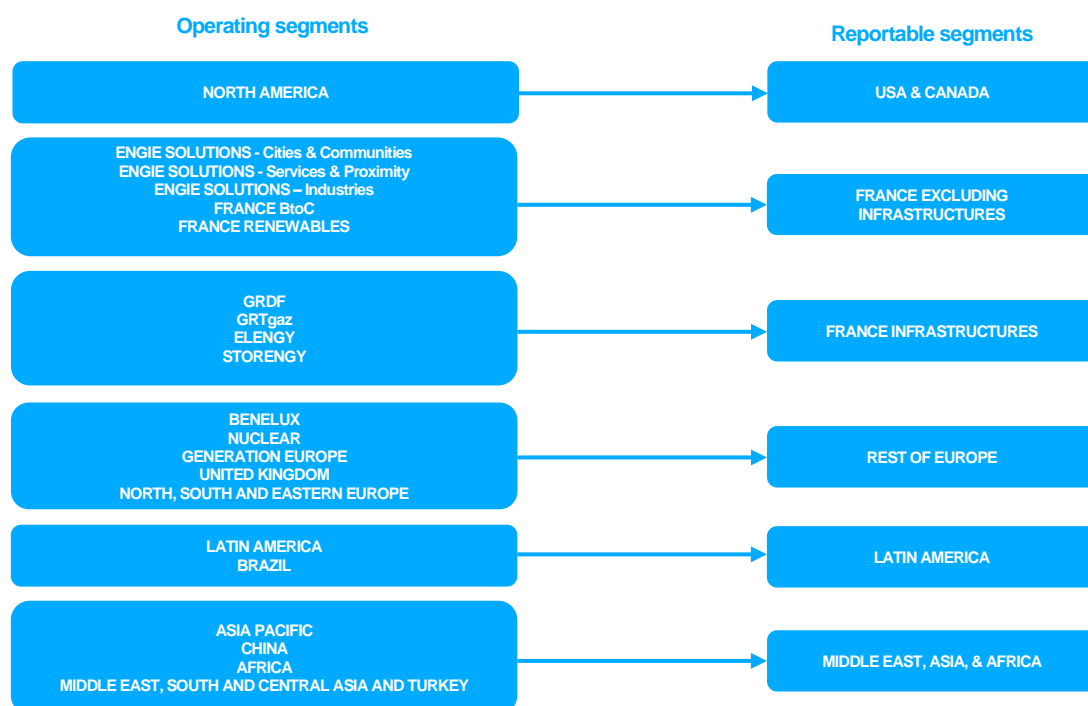 Operating segments
Reportable segments
NORTH AMERICA
USA & CANADA
ENGIE SOLUTIONS - Cities & Communities
ENGIE SOLUTIONS - Services & Proximity
ENGIE SOLUTIONS – Industries
FRANCE BtoC
FRANCE RENEWABLES
FRANCE EXCLUDING
INFRASTRUCTURES
GRDF
GRTgaz
ELENGY
STORENGY
FRANCE INFRASTRUCTURES
BENELUX
NUCLEAR
GENERATION EUROPE
UNITED KINGDOM
NORTH, SOUTH AND EASTERN EUROPE
REST OF EUROPE
LATIN AMERICA
BRAZIL
LATIN AMERICA
ASIA PACIFIC
CHINA
AFRICA
MIDDLE EAST, SOUTH AND CENTRAL ASIA AND TURKEY
MIDDLE EAST, ASIA, & AFRICA